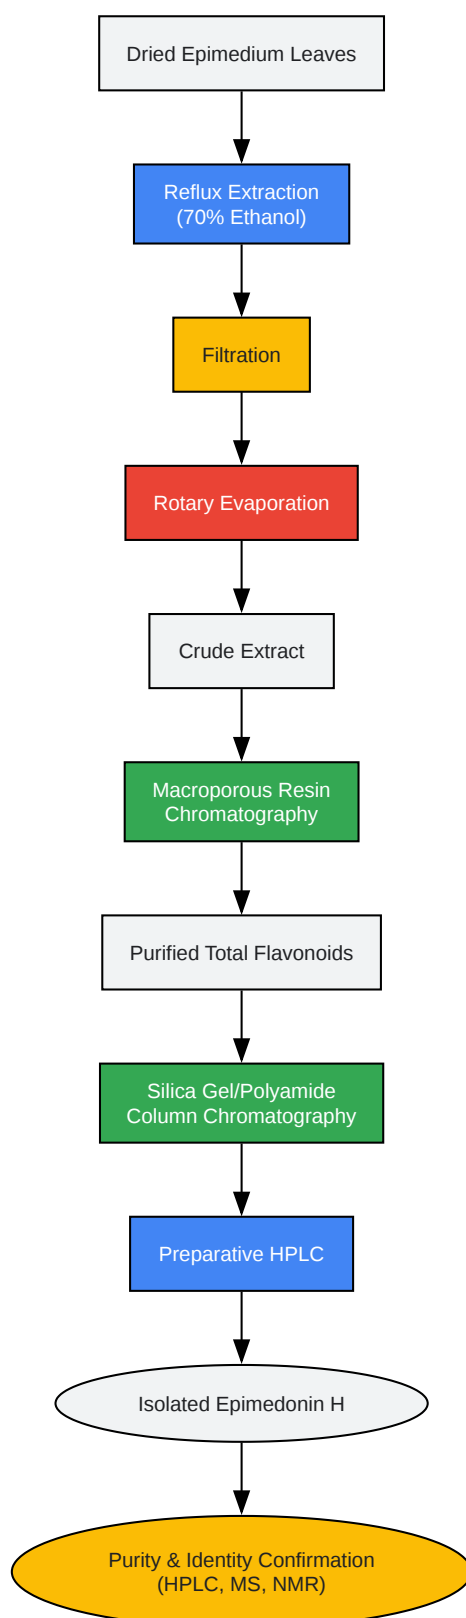 Dried Epimedium Leaves
Reflux Extraction
(70% Ethanol)
Filtration
Rotary Evaporation
Crude Extract
Macroporous Resin
Chromatography
Purified Total Flavonoids
Silica Gel/Polyamide
Column Chromatography
Preparative HPLC
Isolated Epimedonin H
Purity & Identity Confirmation
(HPLC, MS, NMR)